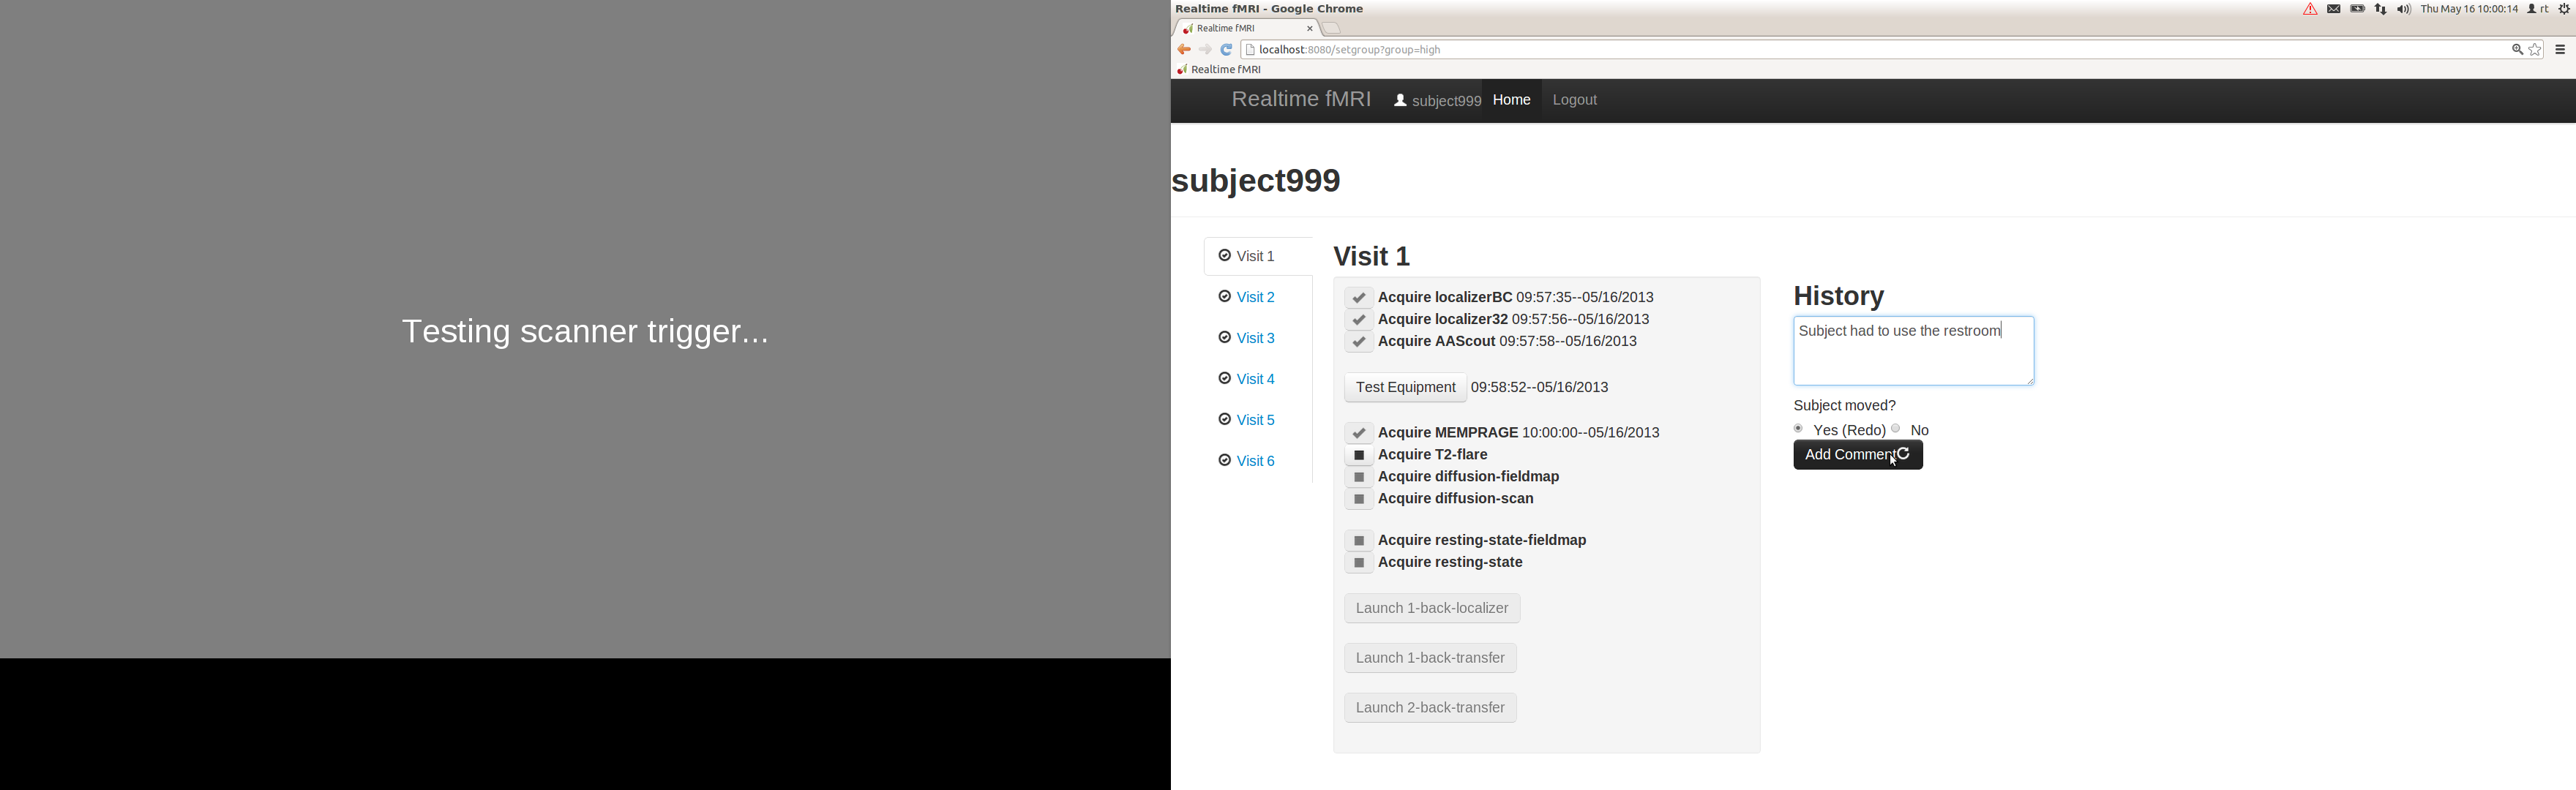 Testing scanner trigger...
Realtime fMRI - Google Chrome
Thu May 16 10:00:14 rt
Realtime fMRI
localhost:8080/setgroup?group=high
Realtime fMRI
Realtime fMRI subject999 Home Logout
subject999
Visit 1
Visit 2
Visit 3
Visit 4
Visit 5
Visit 6
Visit 1
Acquire localizerBC 09:57:35--05/16/2013
Acquire localizer32 09:57:56--05/16/2013
Acquire AAScout 09:57:58--05/16/2013
Test Equipment 09:58:52--05/16/2013
Acquire MEMPRAGE 10:00:00--05/16/2013
Acquire T2-flare
Acquire diffusion-fieldmap
Acquire diffusion-scan
Acquire resting-state-fieldmap
Acquire resting-state
Launch 1-back-localizer
Launch 1-back-transfer
Launch 2-back-transfer
History
Subject had to use the restroom
Subject moved?
Yes (Redo) No
Add Comment